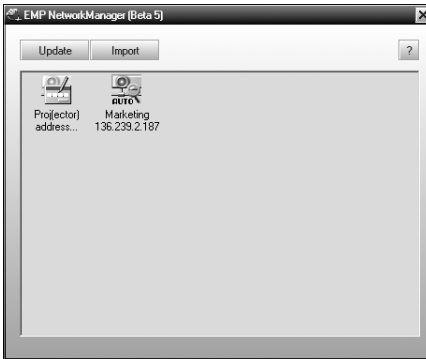 EMP NetworkManager (Beta 5)
Update Import ?
Proj(ector)
address...
AUTO
Marketing
136.239.2.187